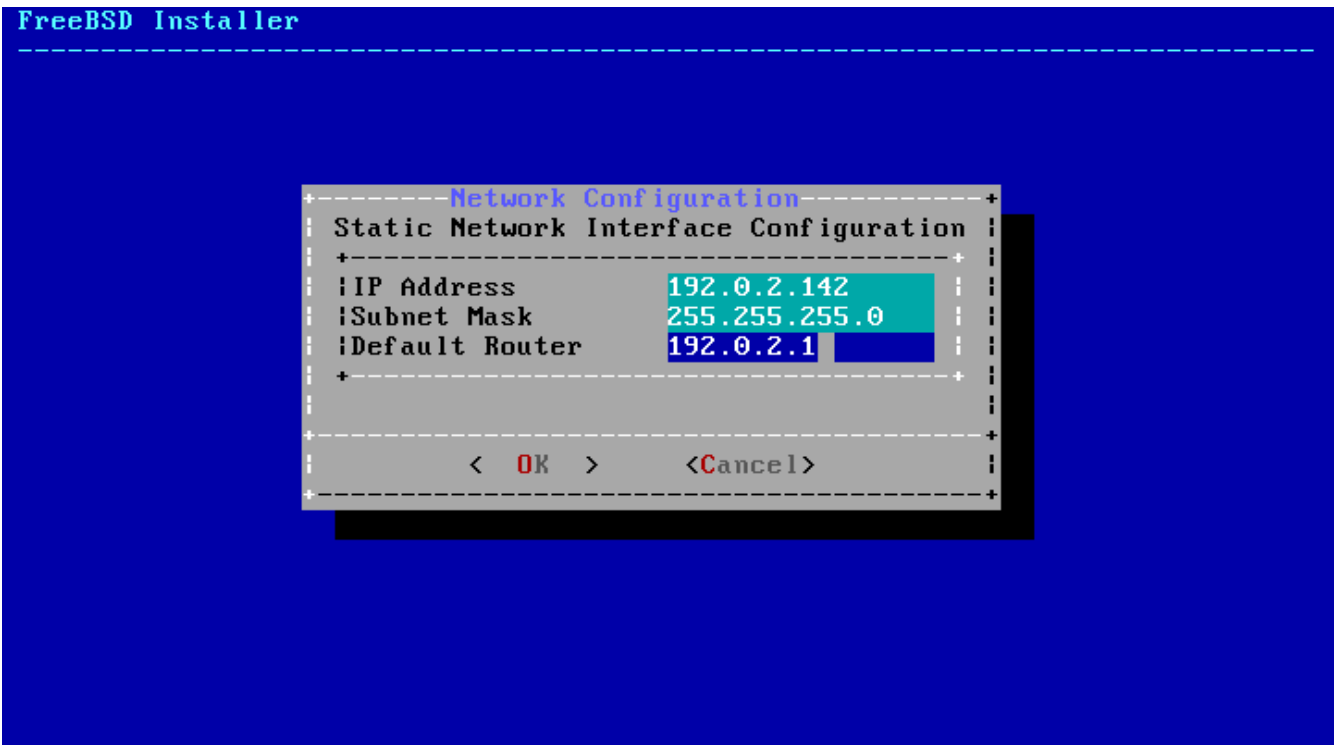 FreeBSD Installer
Network Configuration
Static Network Interface Configuration
IP Address 192.0.2.142
Subnet Mask 255.255.255.0
Default Router 192.0.2.1
< OK > <Cancel>